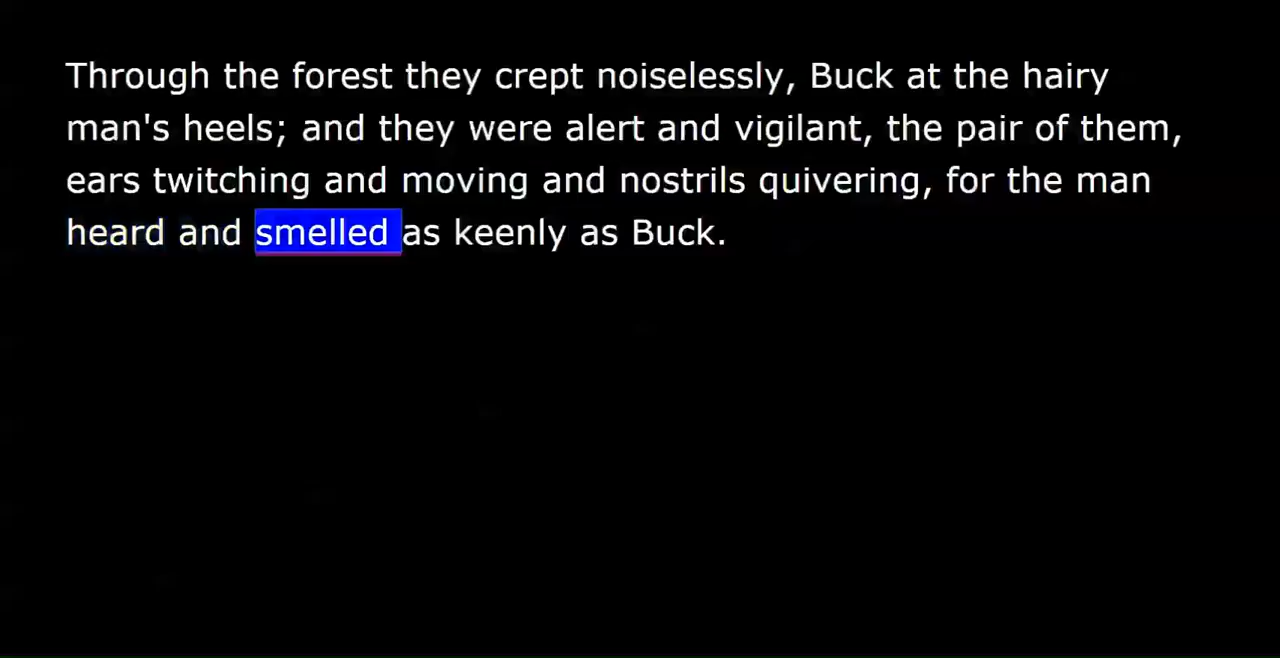 Through the forest they crept noiselessly, Buck at the hairy
man's heels; and they were alert and vigilant, the pair of them,
ears twitching and moving and nostrils quivering, for the man
heard and smelled as keenly as Buck.